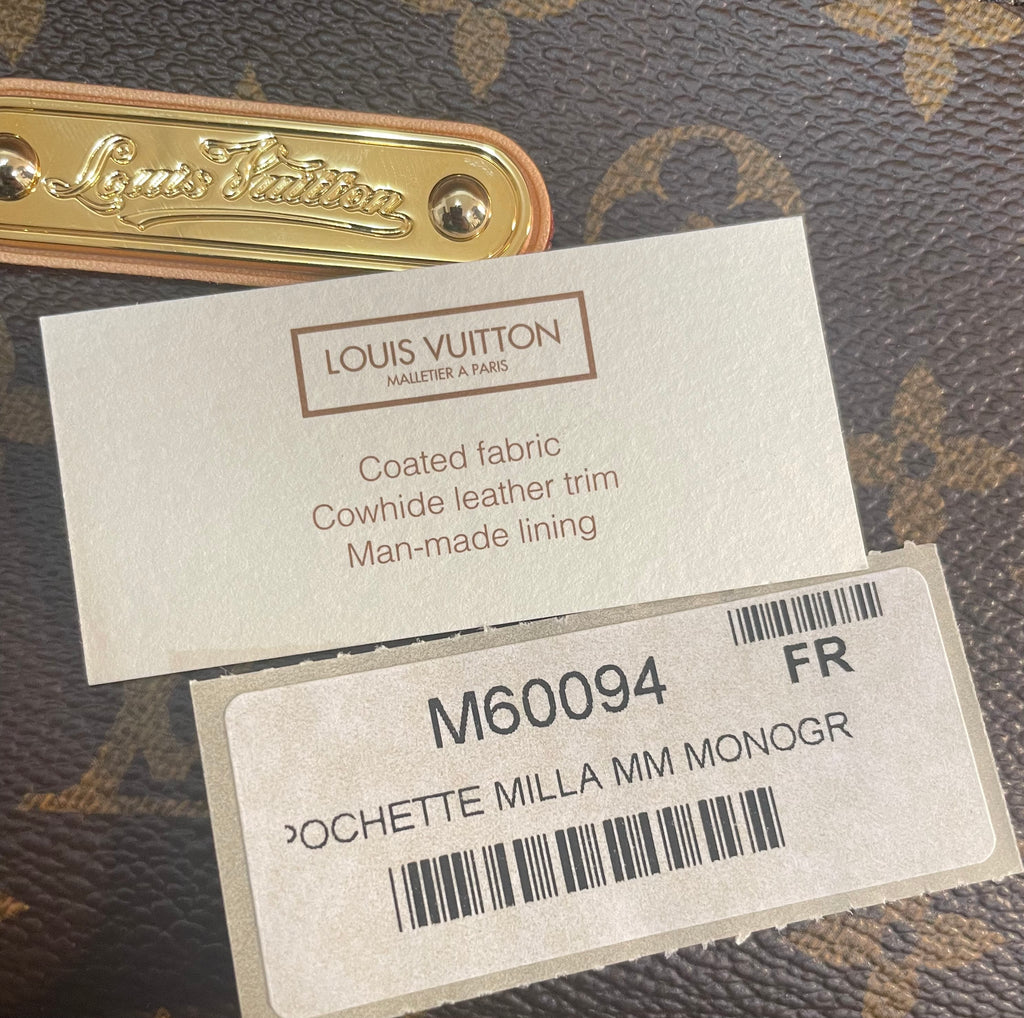 Louis Vuitton
LOUIS VUITTON
MALLETIER A PARIS
Coated fabric
Cowhide leather trim
Man-made lining
FR
M60094
POCHETTE MILLA MM MONOGR